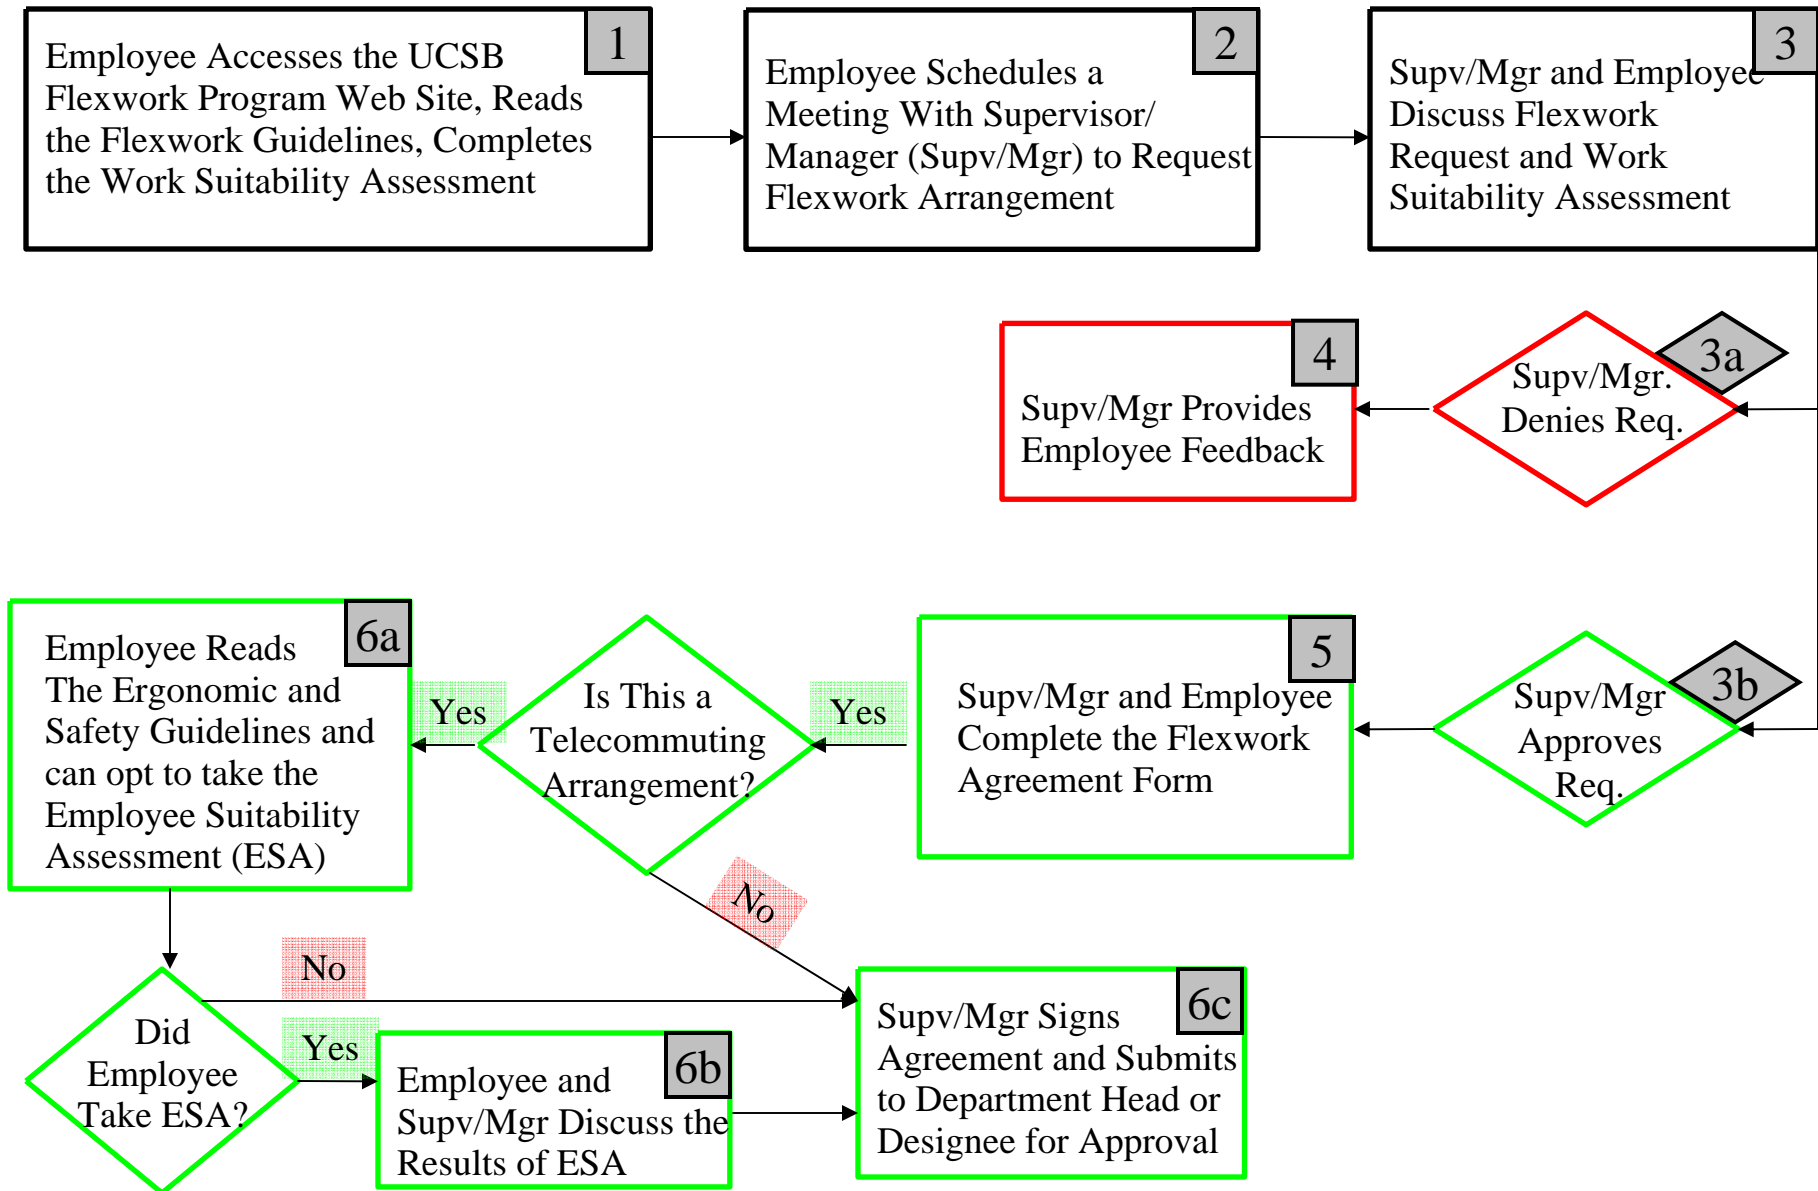 1
Employee Accesses the UCSB
Flexwork Program Web Site, Reads
the Flexwork Guidelines, Completes
the Work Suitability Assessment
2
Employee Schedules a
Meeting With Supervisor/
Manager (Supv/Mgr) to Request
Flexwork Arrangement
3
Supv/Mgr and Employee
Discuss Flexwork
Request and Work
Suitability Assessment
3a
Supv/Mgr.
Denies Req.
4
Supv/Mgr Provides
Employee Feedback
3b
Supv/Mgr
Approves
Req.
5
Supv/Mgr and Employee
Complete the Flexwork
Agreement Form
Yes
Is This a
Telecommuting
Arrangement?
Yes
No
6a
Employee Reads
The Ergonomic and
Safety Guidelines and
can opt to take the
Employee Suitability
Assessment (ESA)
Did
Employee
Take ESA?
No
Yes
6b
Employee and
Supv/Mgr Discuss the
Results of ESA
6c
Supv/Mgr Signs
Agreement and Submits
to Department Head or
Designee for Approval